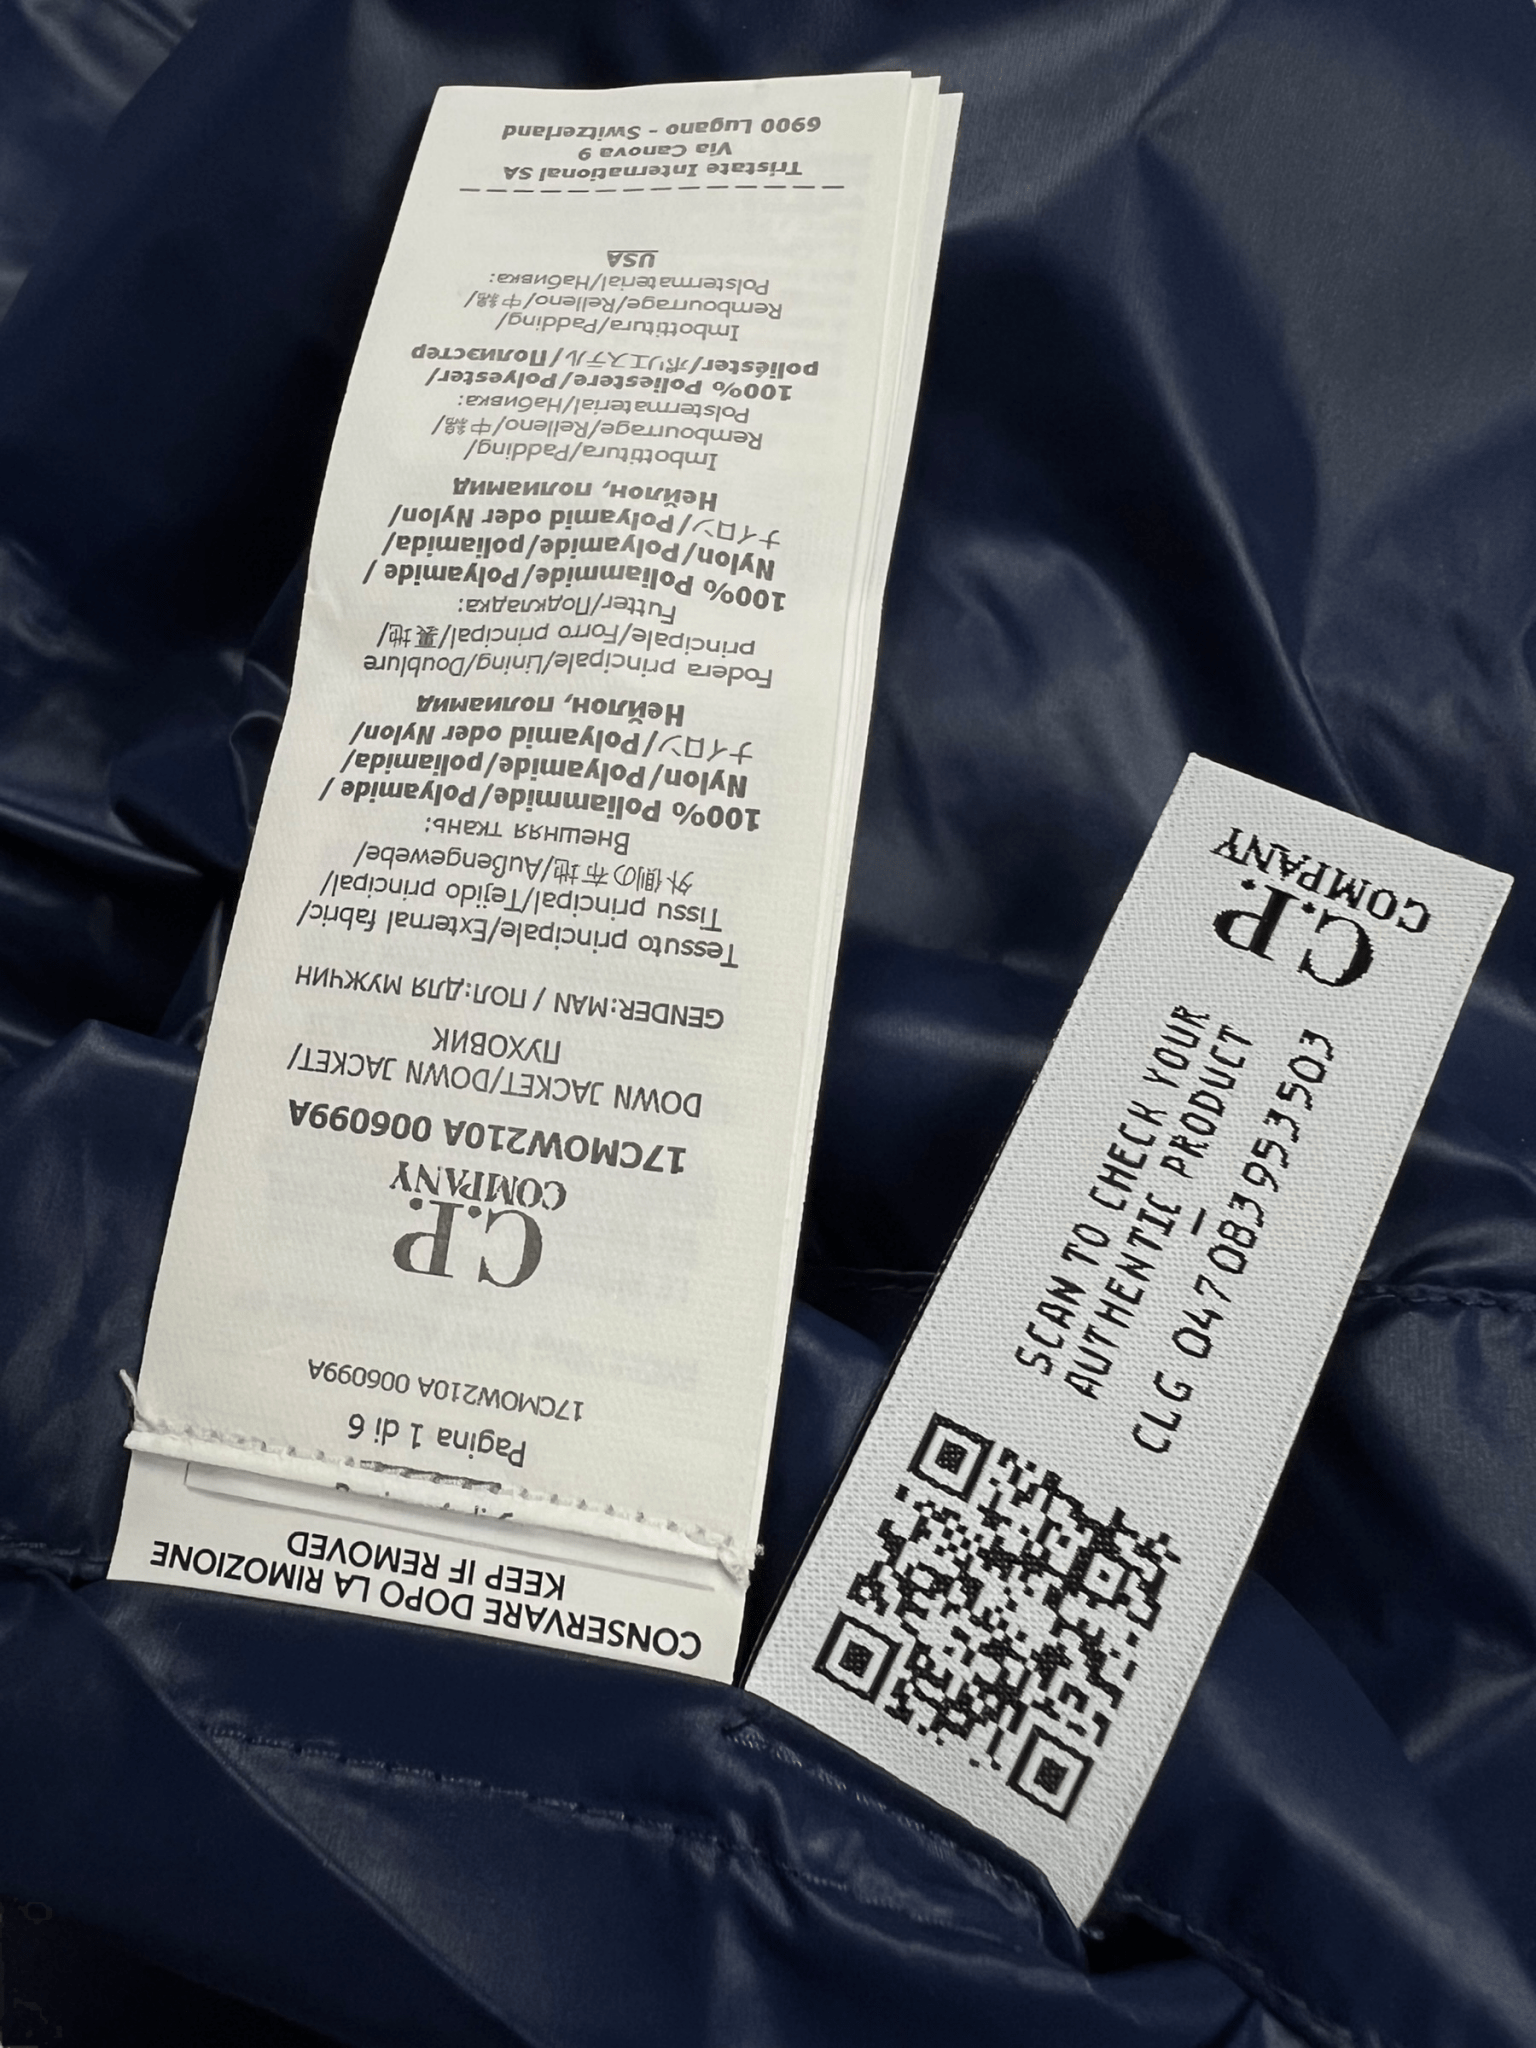 CONSERVARE DOPO LA RIMOZIONE
KEEP IF REMOVED
Pagina 1 di 6
17CMOW210A 006099A
C.P.
COMPANY
17CMOW210A 006099A
DOWN JACKET/DOWN JACKET/
ПУХОВИК
GENDER:MAN / ПОЛ:ДЛЯ МУЖЧИН
Tessuto principale/External fabric/
Tissu principal/Tejido principal/
外側の布地/Außengewebe/
Внешняя ткань:
100% Poliammide/Polyamide /
Nylon/Polyamide/poliamida/
ナイロン/Polyamid oder Nylon/
Нейлон, полиамид
Fodera principale/Lining/Doublure
principale/Forro principal/裏地/
Futter/Подкладка:
100% Poliammide/Polyamide /
Nylon/Polyamide/poliamida/
ナイロン/Polyamid oder Nylon/
Нейлон, полиамид
Imbottitura/Padding/
Rembourrage/Relleno/中綿/
Polstermaterial/Набивка:
100% Poliestere/Polyester/
poliéster/ポリエステル/Полиэстер
Imbottitura/Padding/
Rembourrage/Relleno/中綿/
Polstermaterial/Набивка:
USA
Tristate International SA
Via Canova 9
6900 Lugano - Switzerland
C.P.
COMPANY
SCAN TO CHECK YOUR
AUTHENTIC PRODUCT
CLG 0470839953503